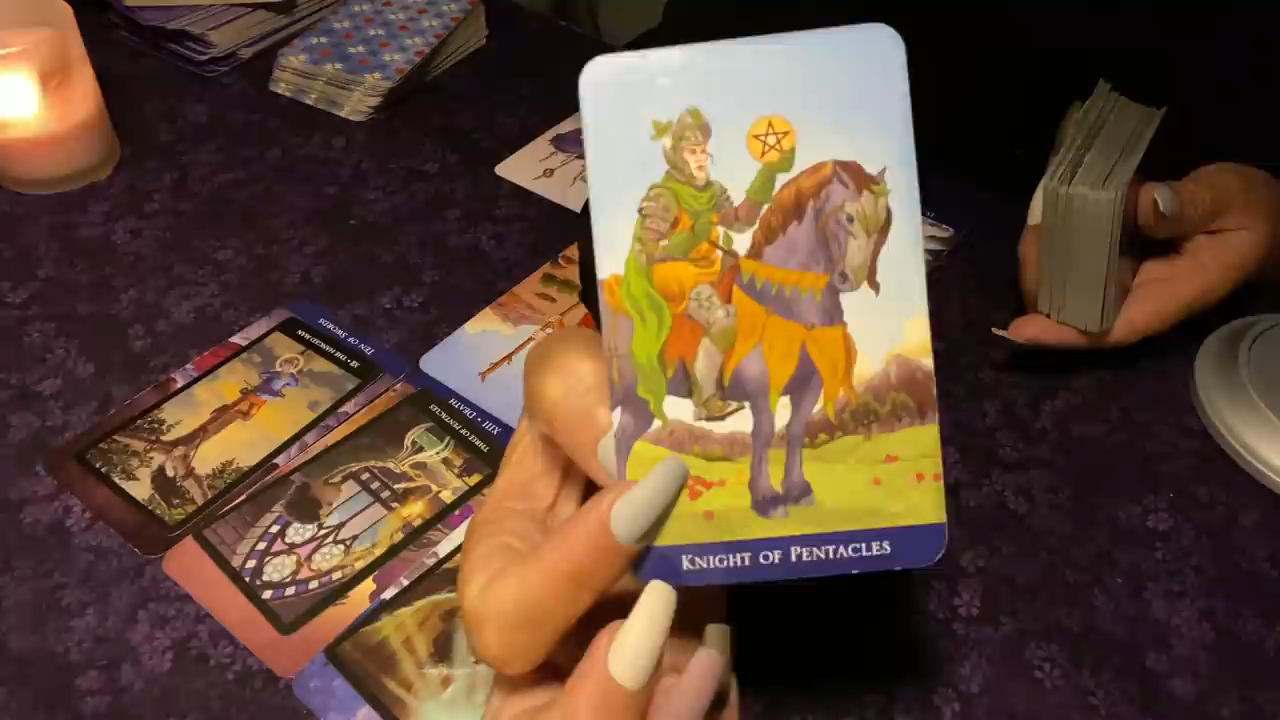 TEN OF SWORDS
XII • THE HANGED MAN
XIII • DEATH
THREE OF PENTACLES
KNIGHT OF PENTACLES